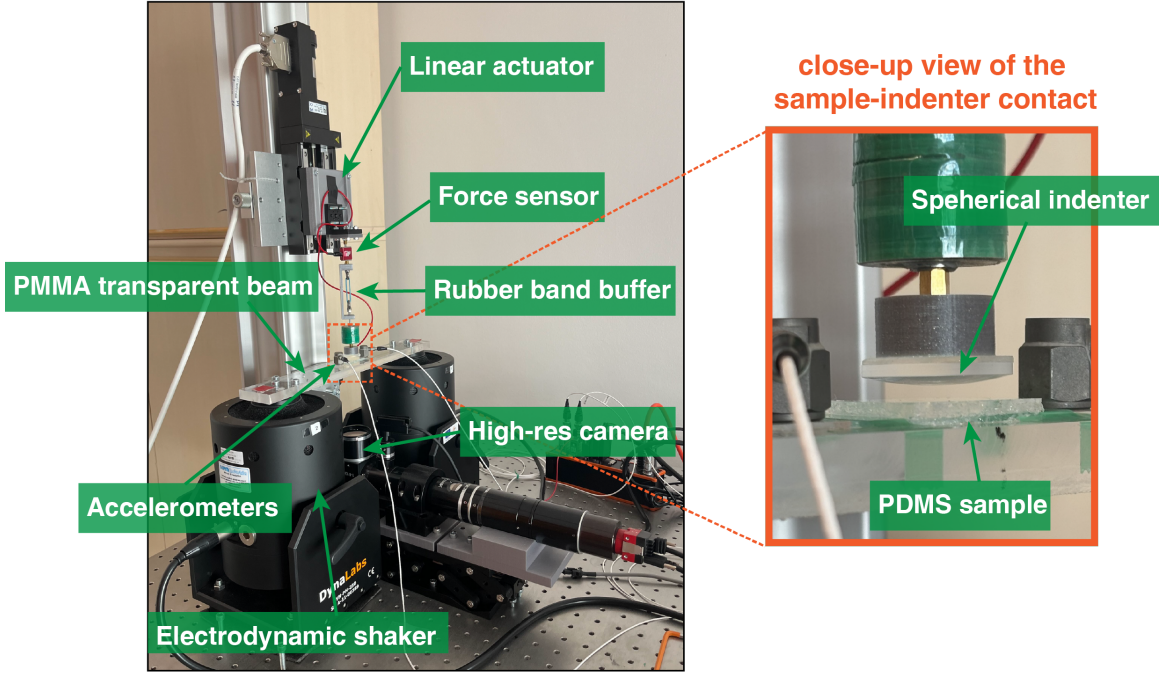 Linear actuator
close-up view of the
sample-indenter contact
Force sensor
Speherical indenter
PMMA transparent beam
Rubber band buffer
High-res camera
Accelerometers
PDMS sample
DynaLabs
Electrodynamic shaker